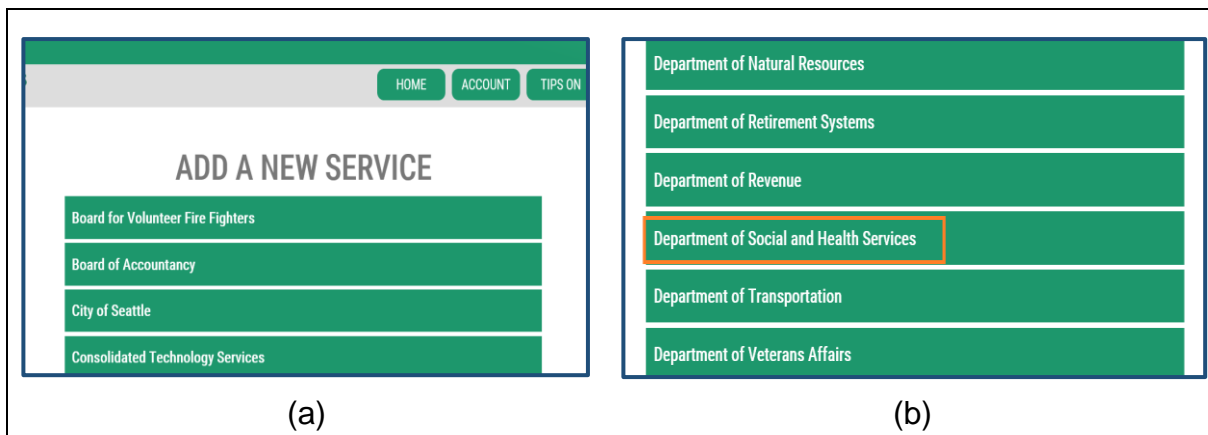 HOME ACCOUNT TIPS ON
ADD A NEW SERVICE
Board for Volunteer Fire Fighters
Board of Accountancy
City of Seattle
Consolidated Technology Services
(a)
Department of Natural Resources
Department of Retirement Systems
Department of Revenue
Department of Social and Health Services
Department of Transportation
Department of Veterans Affairs
(b)